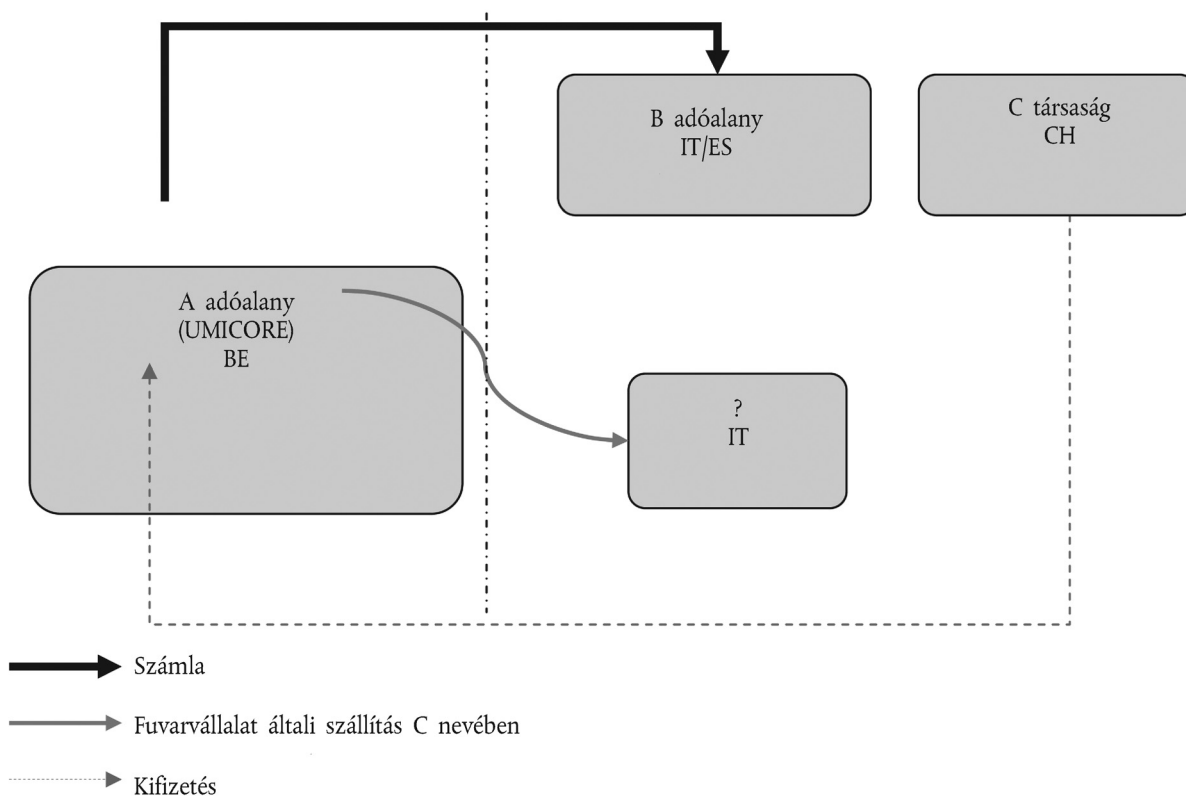 B adóalany
IT/ES
C társaság
CH
A adóalany
(UMICORE)
BE
?
IT
Számla
Fuvarvállalat általi szállítás C nevében
Kifizetés